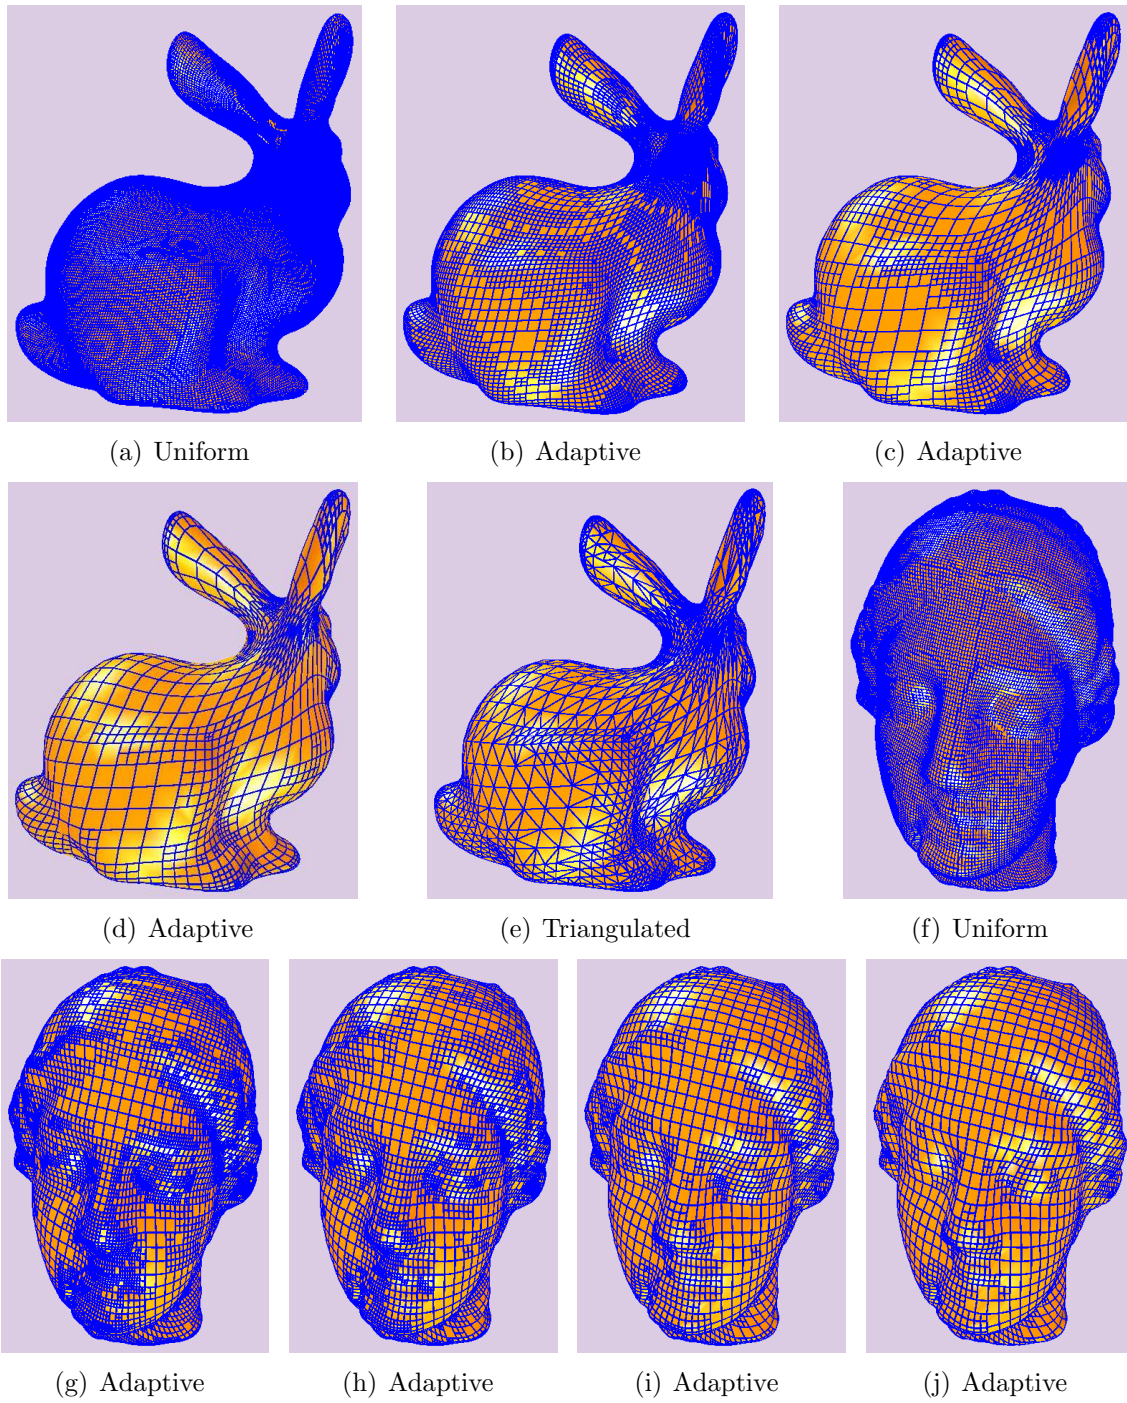 (a) Uniform
(b) Adaptive
(c) Adaptive
(d) Adaptive
(e) Triangulated
(f) Uniform
(g) Adaptive
(h) Adaptive
(i) Adaptive
(j) Adaptive